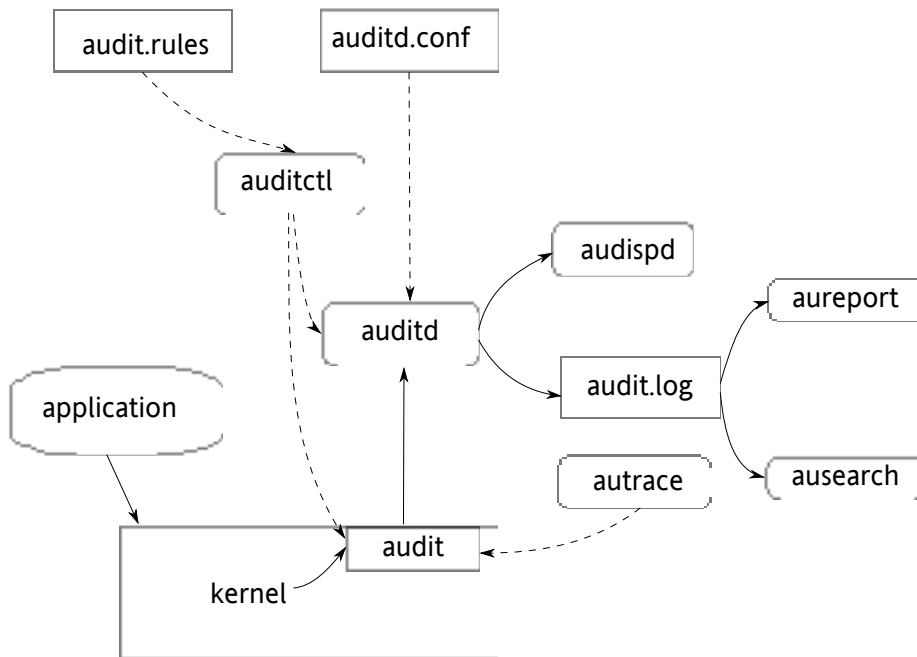 audit.rules
auditd.conf
auditctl
audispd
aureport
auditd
audit.log
application
autrace
ausearch
audit
kernel